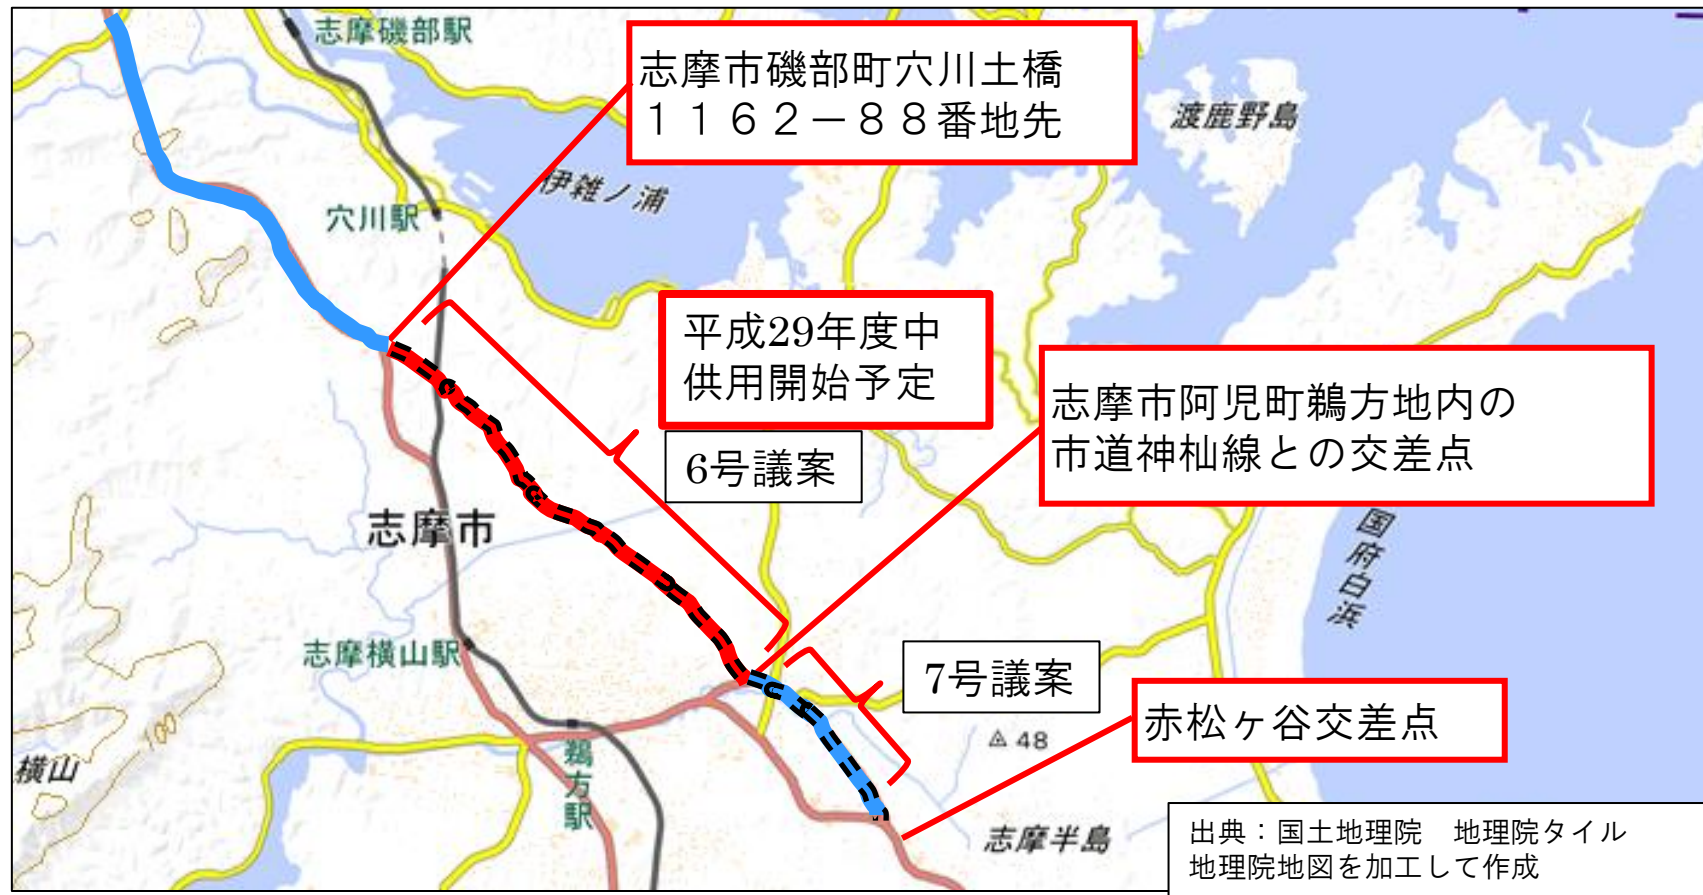 志摩磯部駅
志摩市磯部町穴川土橋
１１６２－８８番地先
渡鹿野島
伊雑ノ浦
穴川駅
平成29年度中
供用開始予定
志摩市阿児町鵜方地内の
市道神杣線との交差点
6号議案
志摩市
国府白浜
志摩横山駅
7号議案
赤松ヶ谷交差点
48
横山
鵜方駅
志摩半島
出典：国土地理院　地理院タイル
地理院地図を加工して作成